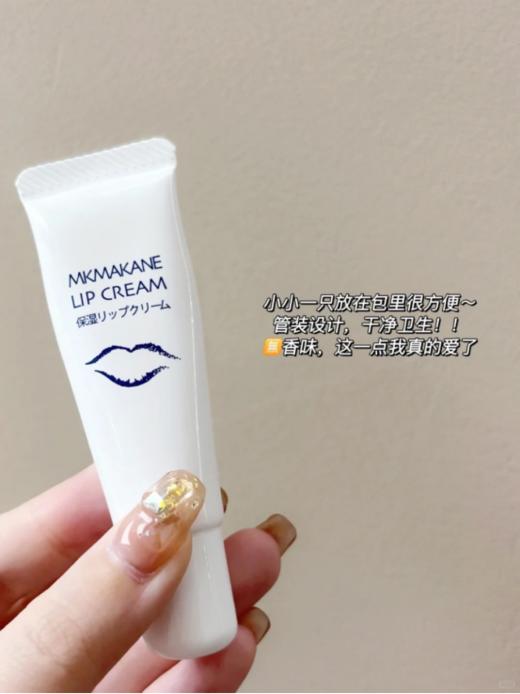 MKMAKANE
LIP CREAM
保湿リップクリーム
小小一只放在包里很方便～
管装设计，干净卫生！！
🈚香味，这一点我真的爱了